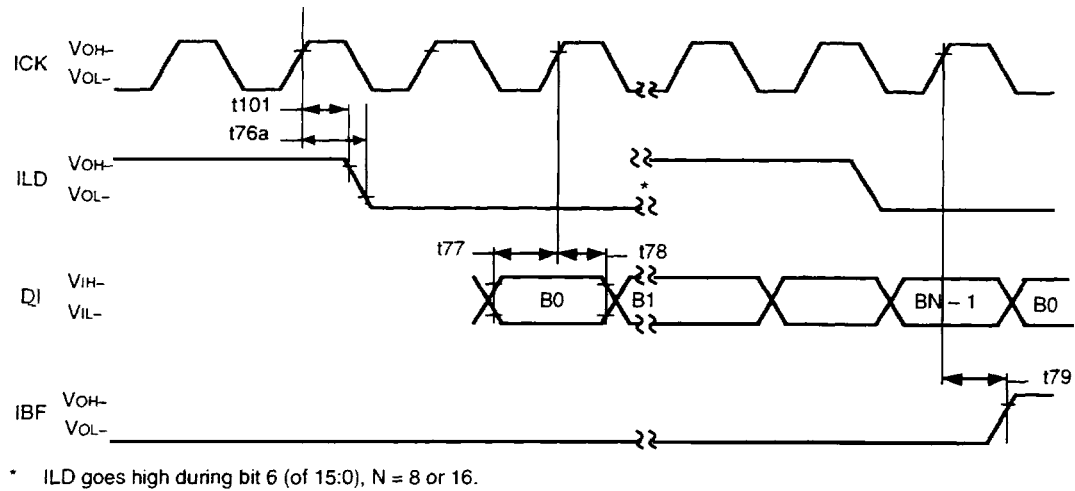 ICK
VOH–
VOL–
t101
t76a
ILD
VOH–
VOL–
*
t77
t78
DI
VIH–
VIL–
B0
B1
BN – 1
B0
t79
IBF
VOH–
VOL–
* ILD goes high during bit 6 (of 15:0), N = 8 or 16.